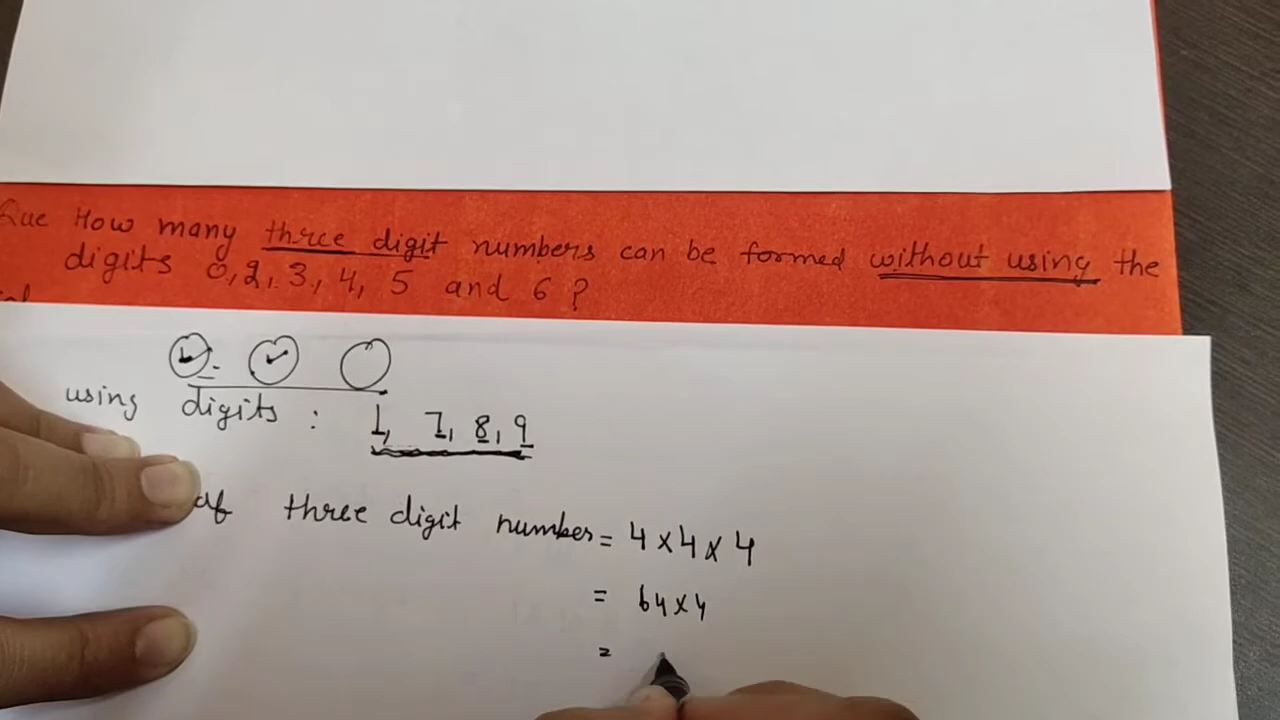 Que How many three digit numbers can be formed without using the
digits 0, 2, 3, 4, 5 and 6 ?
using digits : 1, 7, 8, 9
of three digit number = 4 x 4 x 4
= 64 x 4
=